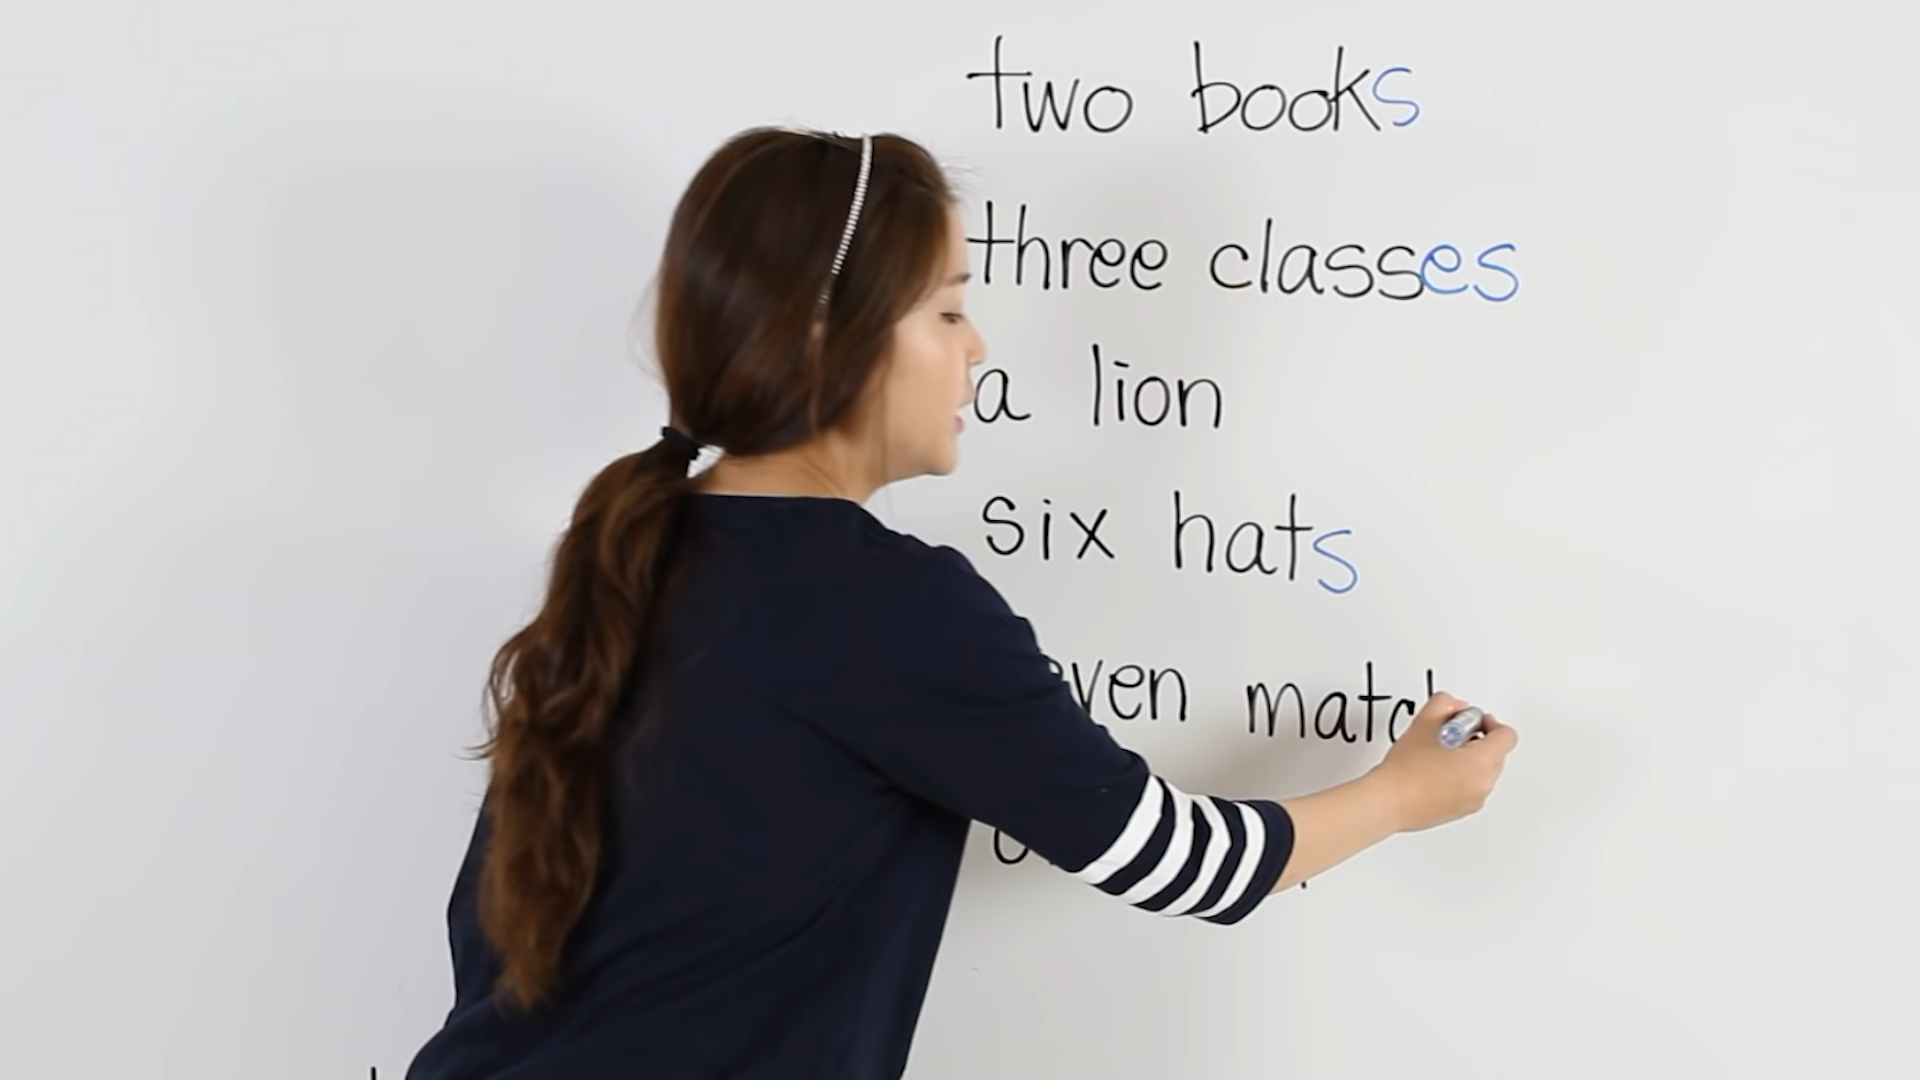 two books
three classes
a lion
six hats